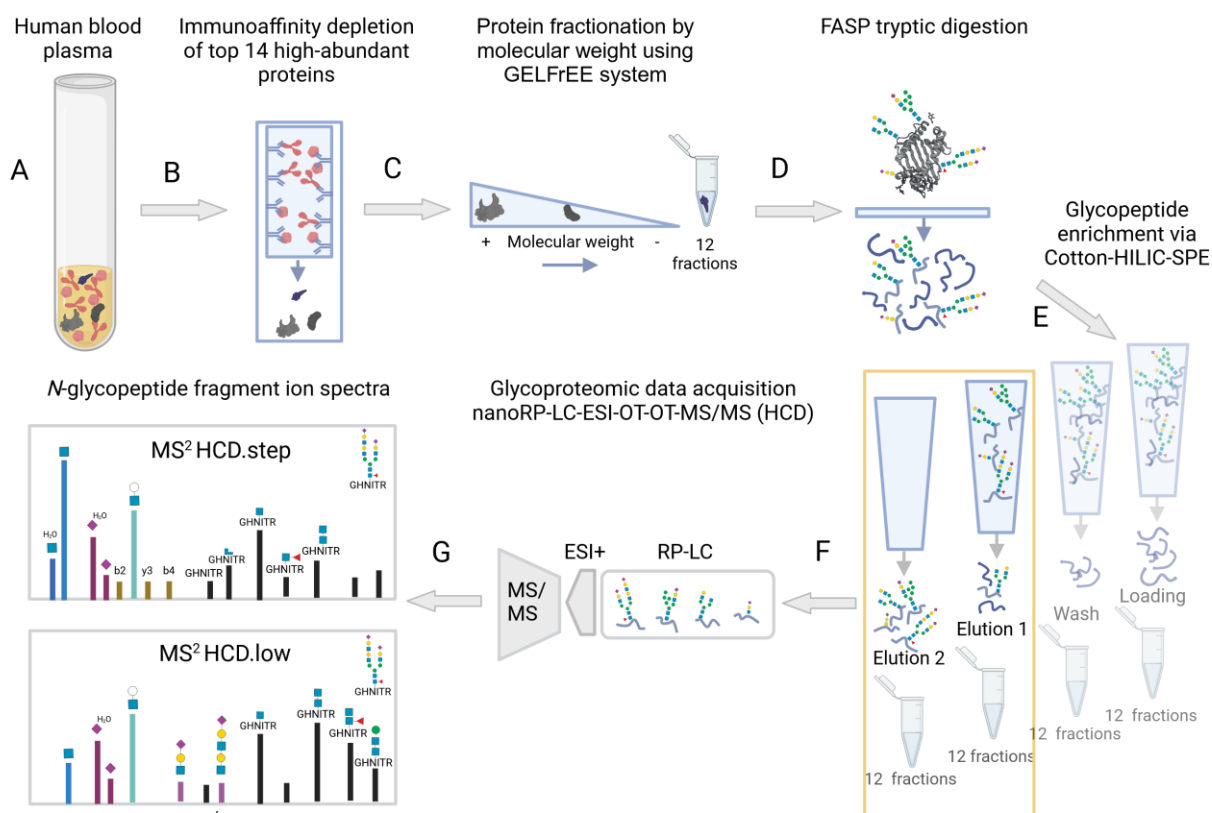 Human blood
plasma
Immunoaffinity depletion
of top 14 high-abundant
proteins
Protein fractionation by
molecular weight using
GELFrEE system
FASP tryptic digestion
A
B
C
D
+ Molecular weight -
12
fractions
Glycopeptide
enrichment via
Cotton-HILIC-SPE
E
N-glycopeptide fragment ion spectra
Glycoproteomic data acquisition
nanoRP-LC-ESI-OT-OT-MS/MS (HCD)
MS² HCD.step
GHNITR
H₂O
H₂O
b2
y3
b4
GHNITR
GHNITR
GHNITR
GHNITR
GHNITR
G
MS/
MS
ESI+
RP-LC
F
Elution 2
Elution 1
Wash
Loading
12 fractions
12 fractions
12 fractions
12 fractions
MS² HCD.low
GHNITR
H₂O
GHNITR
GHNITR
GHNITR
GHNITR